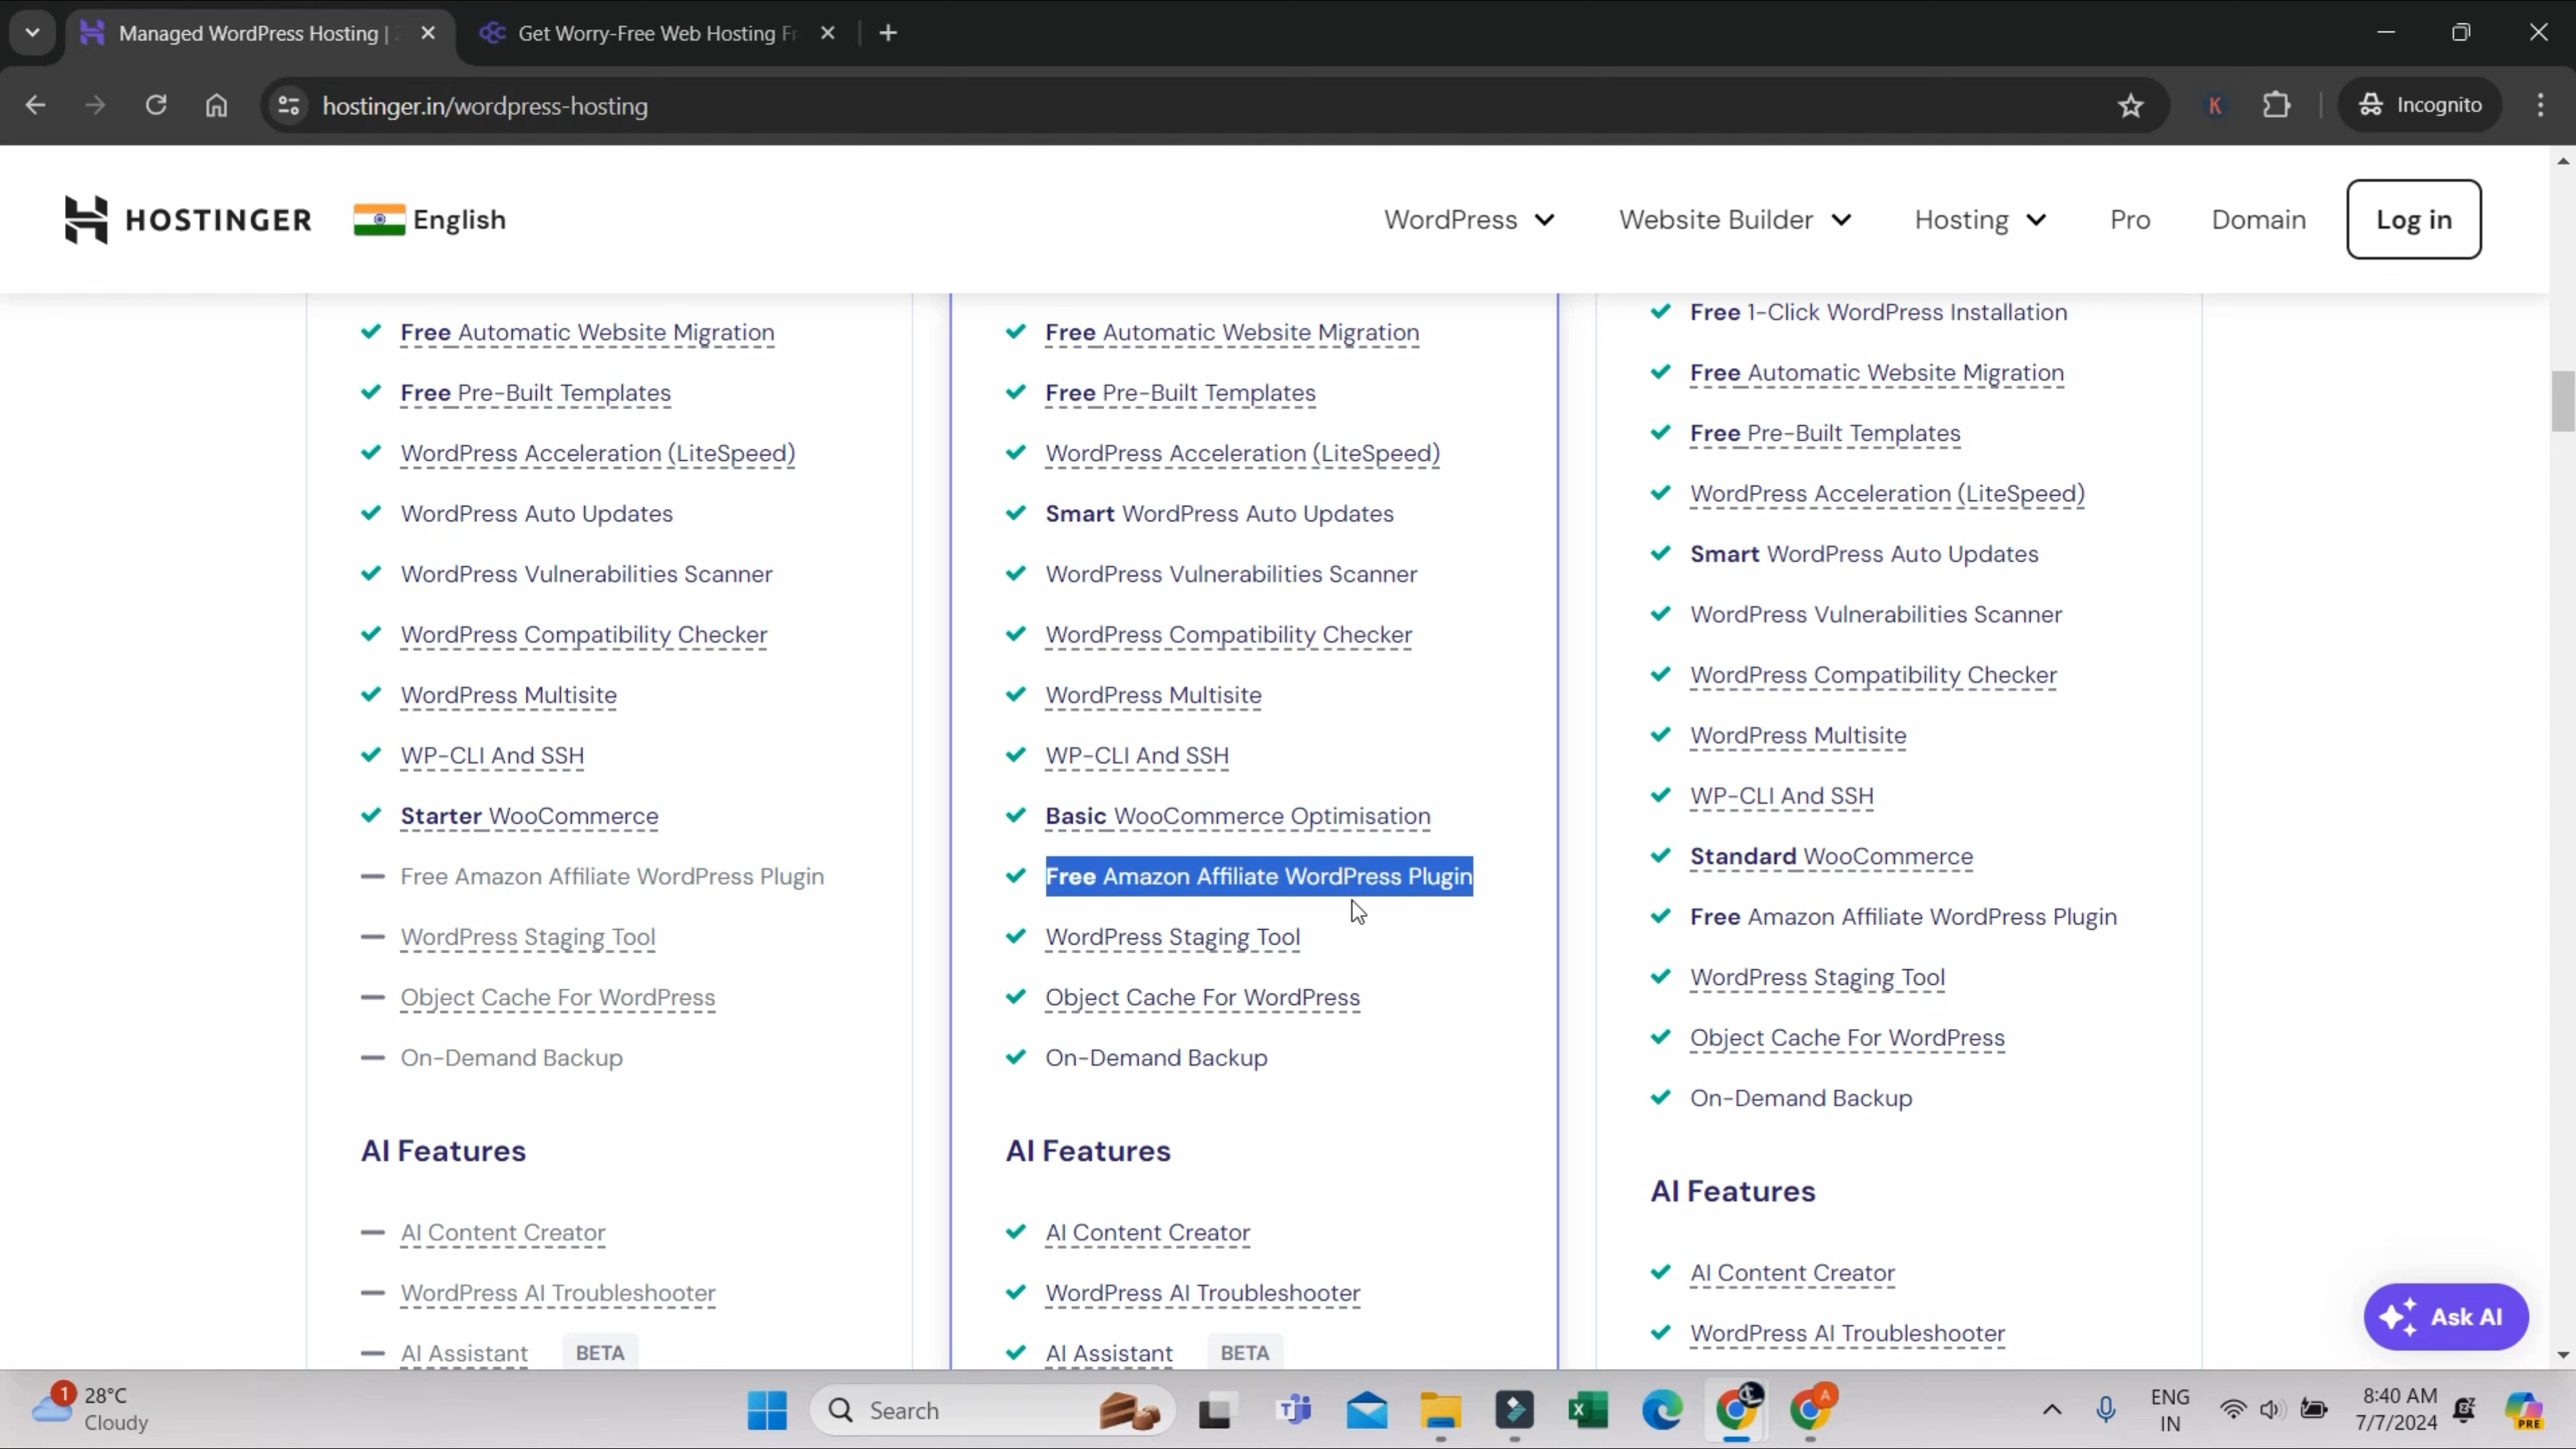 Managed WordPress Hosting |
Get Worry-Free Web Hosting Fr
hostinger.in/wordpress-hosting
K
Incognito
HOSTINGER
English
WordPress
Website Builder
Hosting
Pro
Domain
Log in
Free Automatic Website Migration
Free Pre-Built Templates
WordPress Acceleration (LiteSpeed)
WordPress Auto Updates
WordPress Vulnerabilities Scanner
WordPress Compatibility Checker
WordPress Multisite
WP-CLI And SSH
Starter WooCommerce
Free Amazon Affiliate WordPress Plugin
WordPress Staging Tool
Object Cache For WordPress
On-Demand Backup
AI Features
AI Content Creator
WordPress AI Troubleshooter
AI Assistant BETA
Free Automatic Website Migration
Free Pre-Built Templates
WordPress Acceleration (LiteSpeed)
Smart WordPress Auto Updates
WordPress Vulnerabilities Scanner
WordPress Compatibility Checker
WordPress Multisite
WP-CLI And SSH
Basic WooCommerce Optimisation
Free Amazon Affiliate WordPress Plugin
WordPress Staging Tool
Object Cache For WordPress
On-Demand Backup
AI Features
AI Content Creator
WordPress AI Troubleshooter
AI Assistant BETA
Free 1-Click WordPress Installation
Free Automatic Website Migration
Free Pre-Built Templates
WordPress Acceleration (LiteSpeed)
Smart WordPress Auto Updates
WordPress Vulnerabilities Scanner
WordPress Compatibility Checker
WordPress Multisite
WP-CLI And SSH
Standard WooCommerce
Free Amazon Affiliate WordPress Plugin
WordPress Staging Tool
Object Cache For WordPress
On-Demand Backup
AI Features
AI Content Creator
WordPress AI Troubleshooter
Ask AI
1
28°C
Cloudy
Search
A
ENG
IN
8:40 AM
7/7/2024
PRE